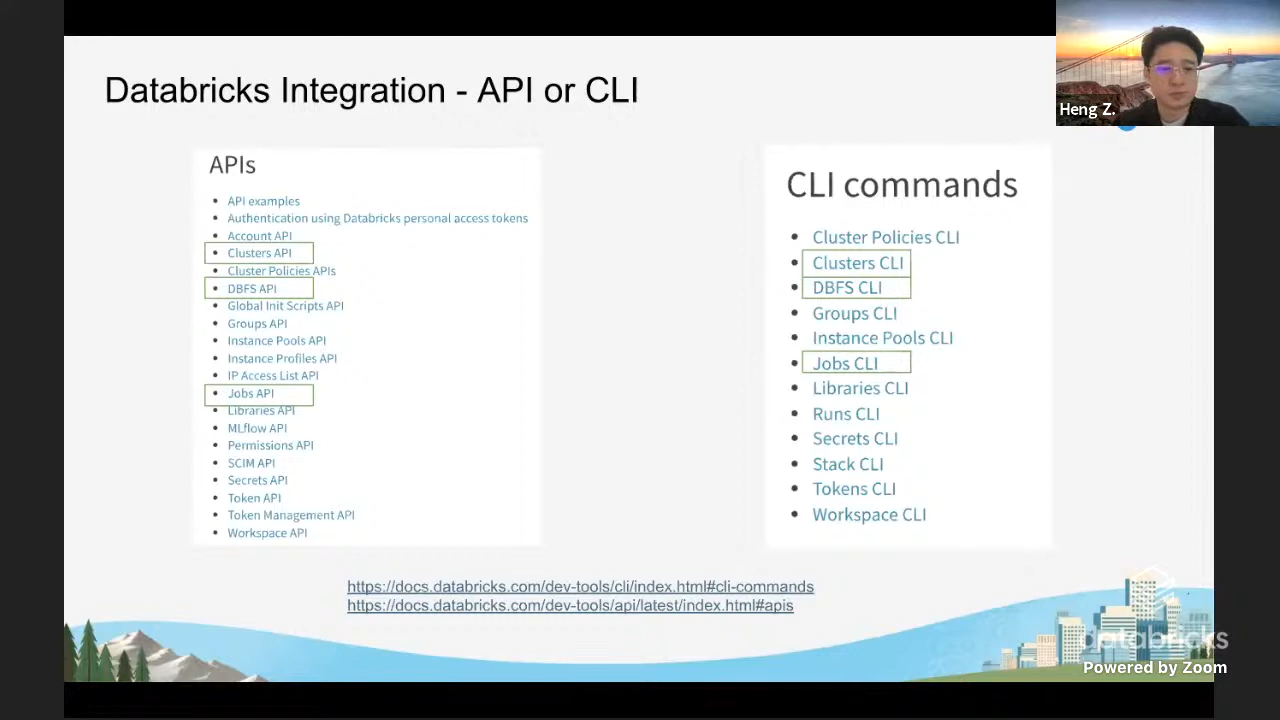 Databricks Integration - API or CLI
Heng Z.
APIs
API examples
Authentication using Databricks personal access tokens
Account API
Clusters API
Cluster Policies APIs
DBFS API
Global Init Scripts API
Groups API
Instance Pools API
Instance Profiles API
IP Access List API
Jobs API
Libraries API
MLflow API
Permissions API
SCIM API
Secrets API
Token API
Token Management API
Workspace API
CLI commands
Cluster Policies CLI
Clusters CLI
DBFS CLI
Groups CLI
Instance Pools CLI
Jobs CLI
Libraries CLI
Runs CLI
Secrets CLI
Stack CLI
Tokens CLI
Workspace CLI
https://docs.databricks.com/dev-tools/cli/index.html#cli-commands
https://docs.databricks.com/dev-tools/api/latest/index.html#apis
databricks
Powered by Zoom